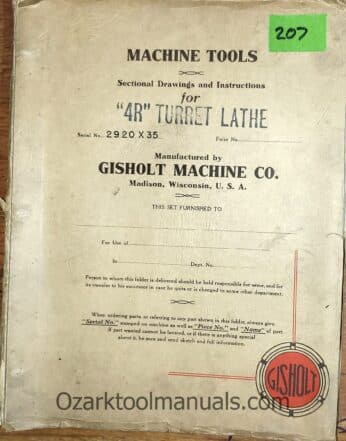 207
MACHINE TOOLS
Sectional Drawings and Instructions
for
"4R" TURRET LATHE
Serial No. 2920 X 35 Folio No.
Manufactured by
GISHOLT MACHINE CO.
Madison, Wisconsin, U. S. A.
THIS SET FURNISHED TO
For Use of
In Dept. No.
Person to whom this folder is delivered should be held responsible for same, and for
its transfer to his successor in case he quits or is changed to some other department.
When ordering parts or referring to any part shown in this folder, always give
"Serial No." stamped on machine as well as "Piece No." and "Name" of part.
If part wanted cannot be located, or if there is anything special
about it, be sure and send sketch and full information.
GISHOLT
Ozarktoolmanuals.com